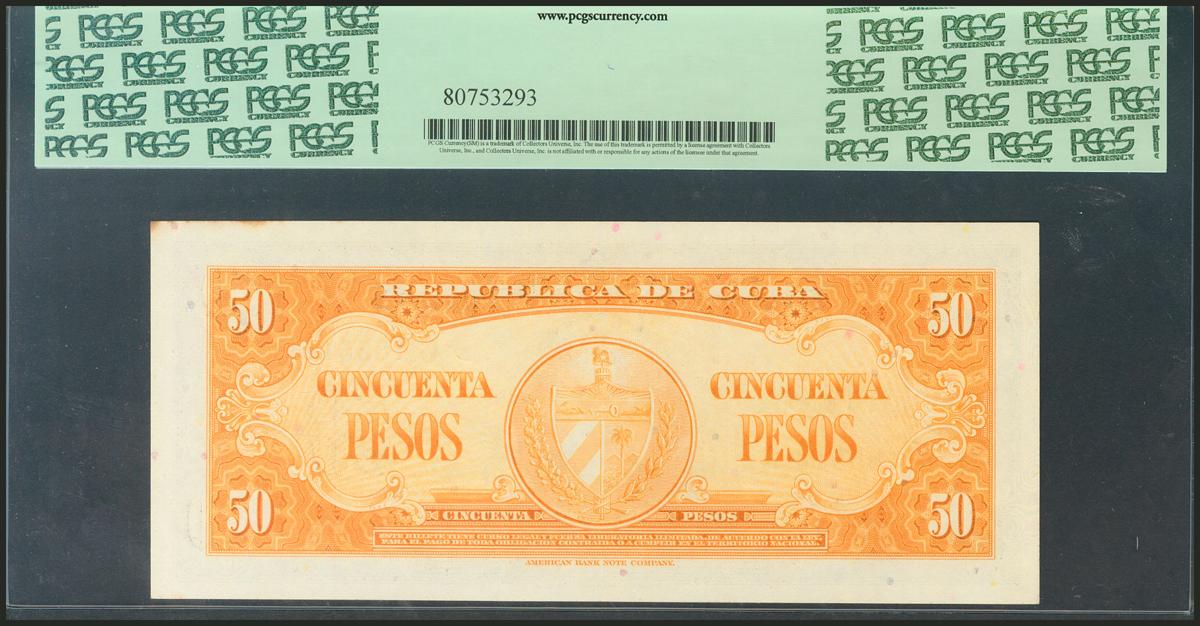 www.pcgscurrency.com
PCGS CURRENCY
80753293
PCGS Currency(SM) is a trademark of Collectors Universe, Inc. The use of this trademark is permitted by a license agreement with Collectors
Universe, Inc., and Collectors Universe, Inc. is not affiliated with or responsible for any actions of the licensee under that agreement.
REPUBLICA DE CUBA
50 50
CINCUENTA CINCUENTA
PESOS PESOS
50 50
CINCUENTA PESOS
ESTE BILLETE TIENE CURSO LEGAL Y FUERZA LIBERATORIA ILIMITADA, DE ACUERDO CON LA LEY,
PARA EL PAGO DE TODA OBLIGACION CONTRAIDA O A CUMPLIR EN EL TERRITORIO NACIONAL.
AMERICAN BANK NOTE COMPANY.